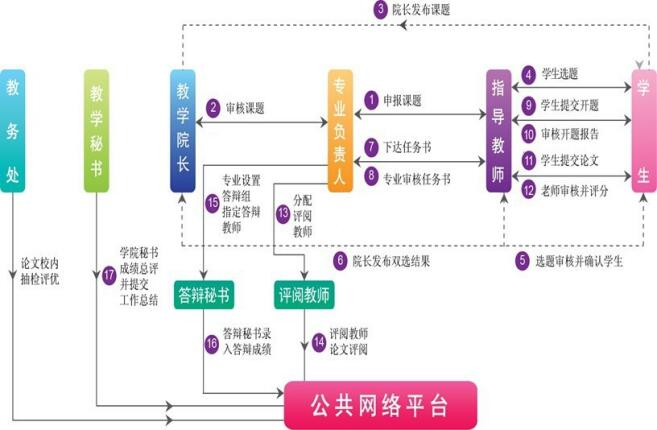 3 院长发布课题
教务处
教学秘书
教学院长
专业负责人
指导教师
学生
2 审核课题
1 申报课题
7 下达任务书
8 专业审核任务书
4 学生选题
9 学生提交开题
10 审核开题报告
11 学生提交论文
12 老师审核并评分
15 专业设置
答辩组
指定答辩
教师
13 分配
评阅
教师
6 院长发布双选结果
5 选题审核并确认学生
论文校内
抽检评优
17 学院秘书
成绩总评
并提交
工作总结
答辩秘书
评阅教师
16 答辩秘书录
入答辩成绩
14 评阅教师
论文评阅
公共网络平台